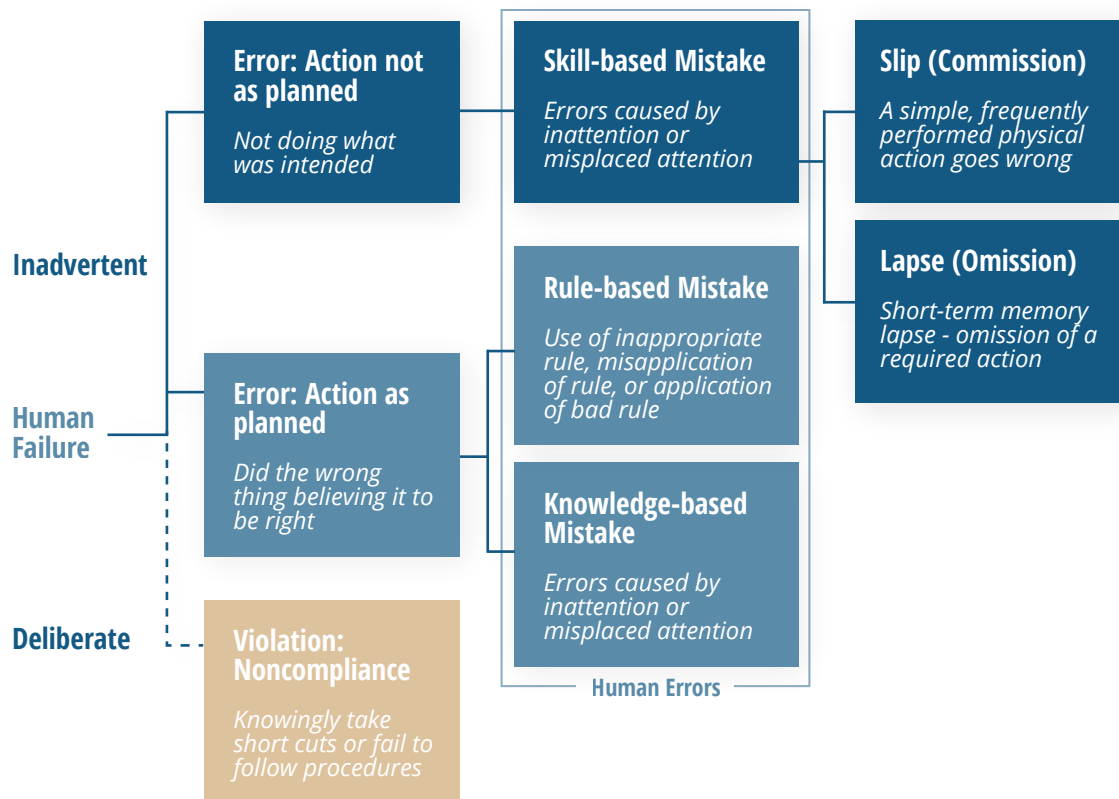 Error: Action not
as planned
Not doing what
was intended
Skill-based Mistake
Errors caused by
inattention or
misplaced attention
Slip (Commission)
A simple, frequently
performed physical
action goes wrong
Inadvertent
Rule-based Mistake
Use of inappropriate
rule, misapplication
of rule, or application
of bad rule
Lapse (Omission)
Short-term memory
lapse - omission of a
required action
Human
Failure
Error: Action as
planned
Did the wrong
thing believing it to
be right
Knowledge-based
Mistake
Errors caused by
inattention or
misplaced attention
Human Errors
Deliberate
Violation:
Noncompliance
Knowingly take
short cuts or fail to
follow procedures